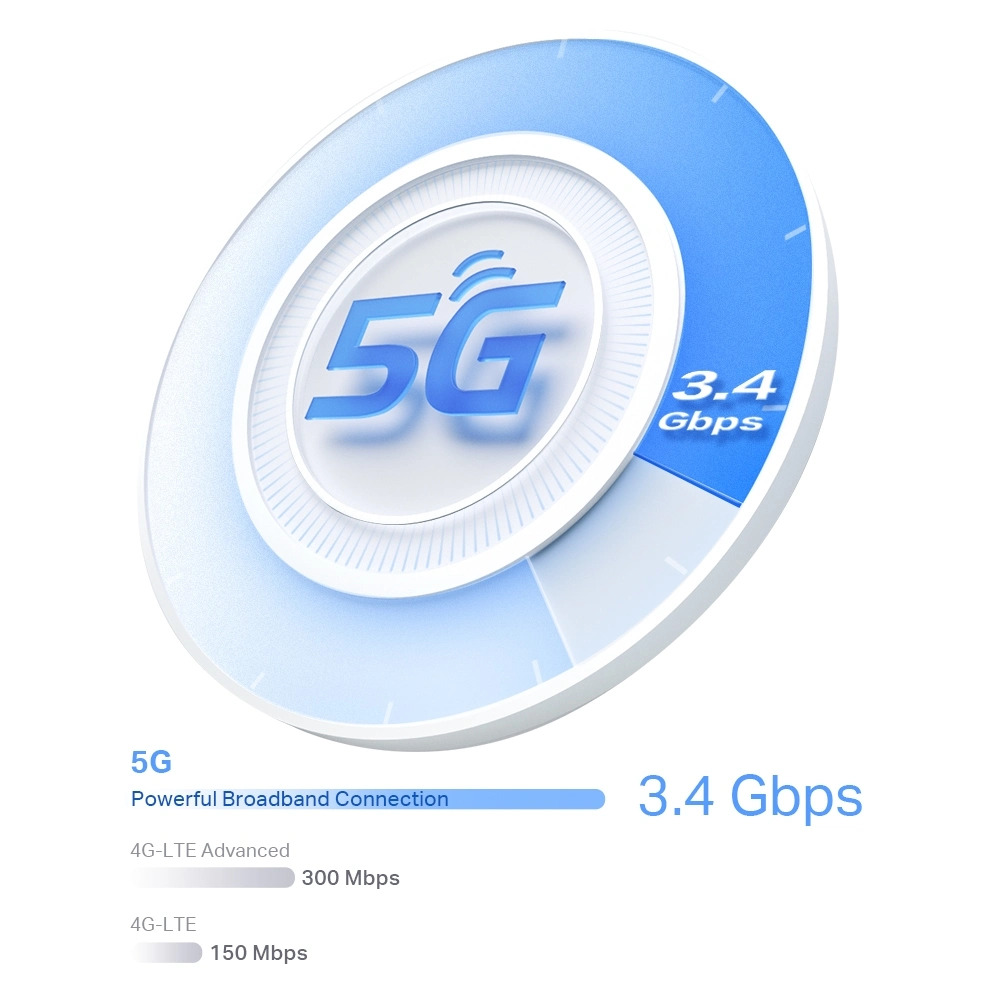 5G
3.4
Gbps
5G
Powerful Broadband Connection
3.4 Gbps
4G-LTE Advanced
300 Mbps
4G-LTE
150 Mbps